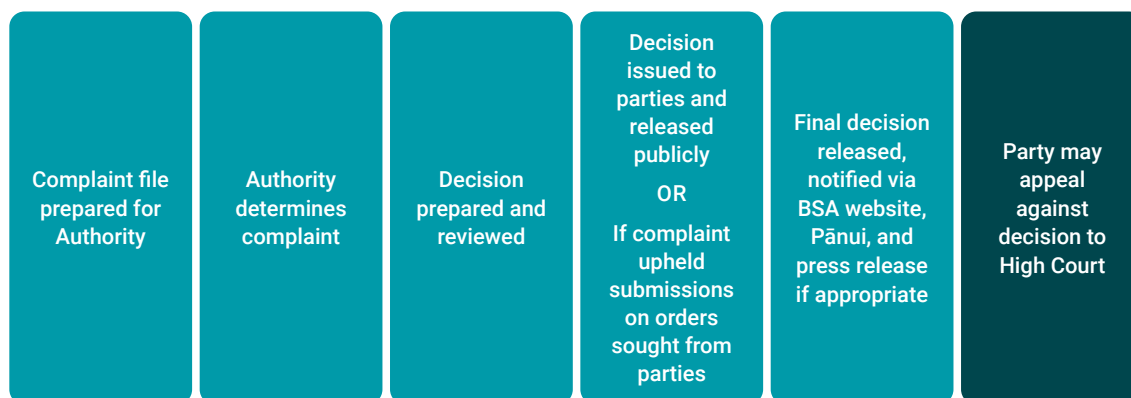 Complaint file
prepared for
Authority
Authority
determines
complaint
Decision
prepared and
reviewed
Decision
issued to
parties and
released
publicly
OR
If complaint
upheld
submissions
on orders
sought from
parties
Final decision
released,
notified via
BSA website,
Pānui, and
press release
if appropriate
Party may
appeal
against
decision to
High Court